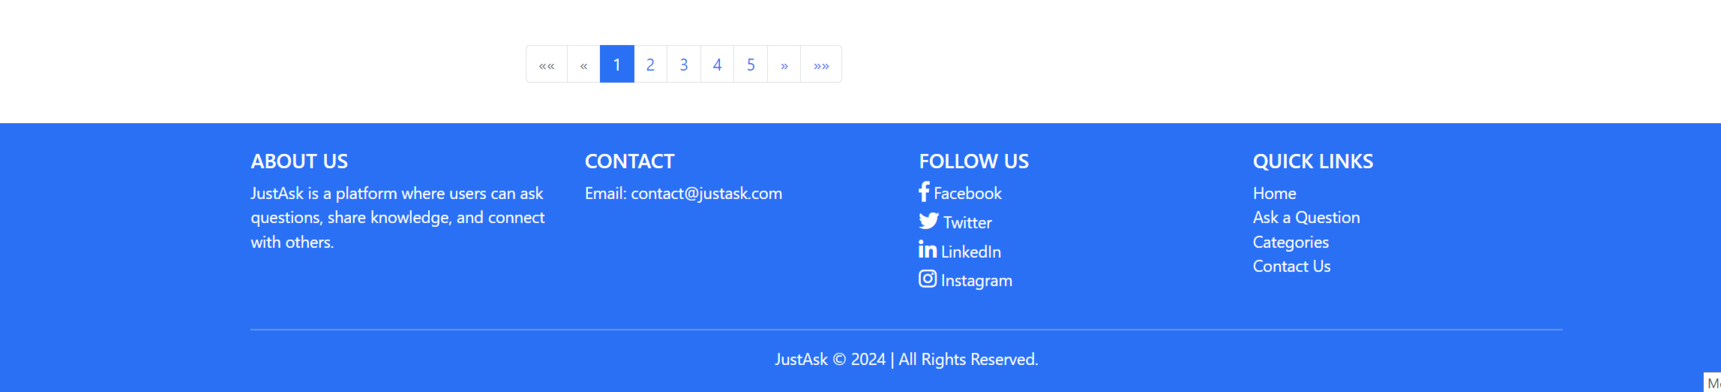 «« « 1 2 3 4 5 » »»
ABOUT US
JustAsk is a platform where users can ask
questions, share knowledge, and connect
with others.
CONTACT
Email: contact@justask.com
FOLLOW US
Facebook
Twitter
LinkedIn
Instagram
QUICK LINKS
Home
Ask a Question
Categories
Contact Us
JustAsk © 2024 | All Rights Reserved.